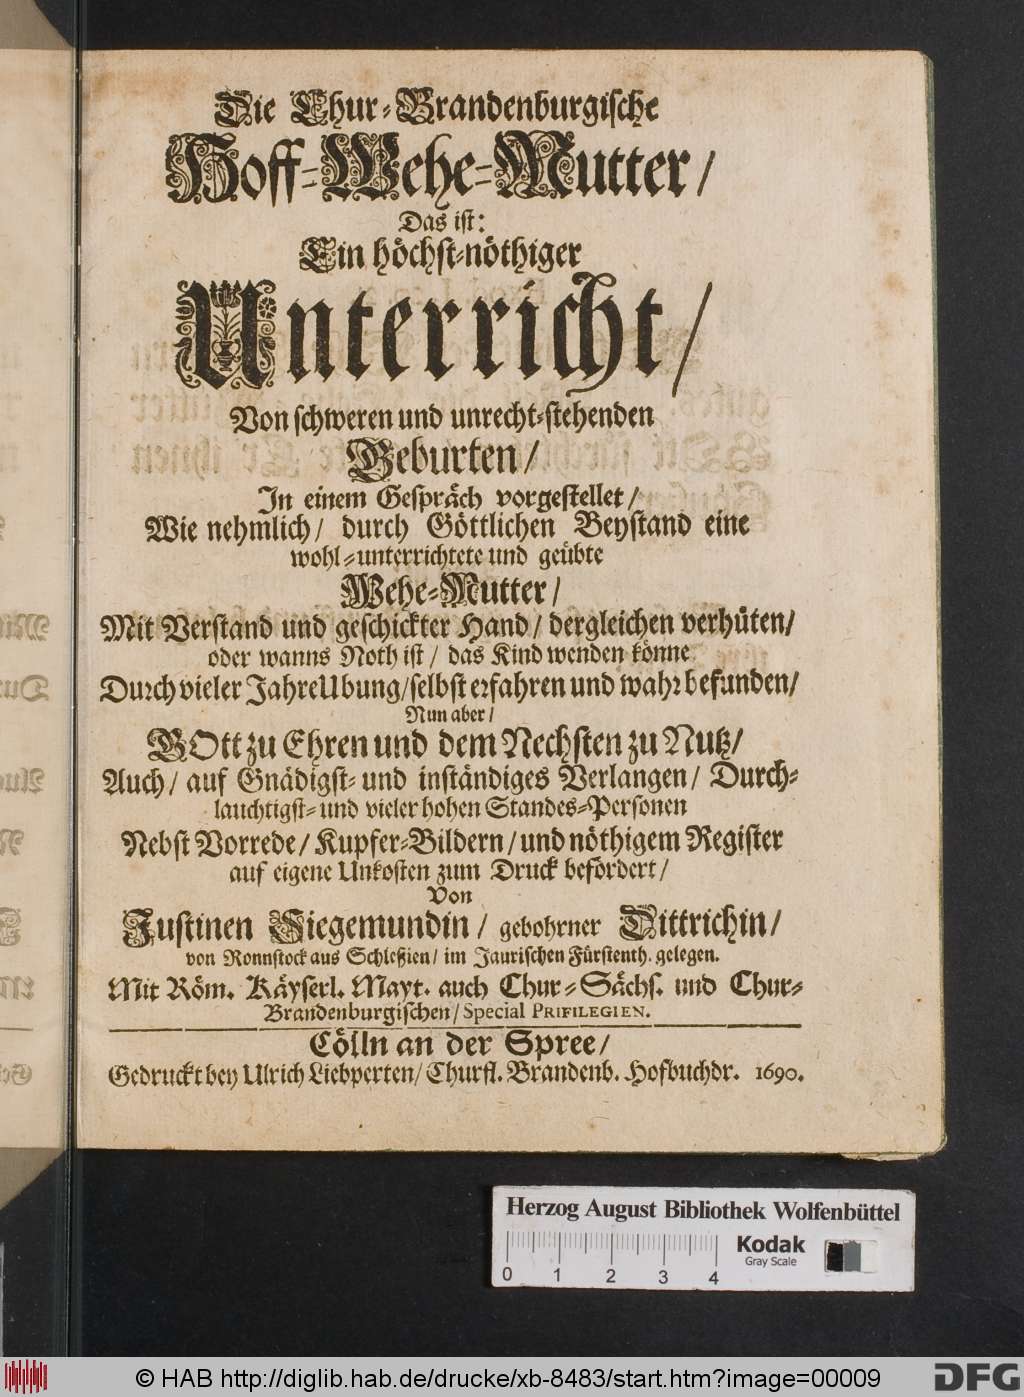 Die Chur-Brandenburgische
Hoff-Wehe-Mutter/
Das ist:
Ein höchst-nöthiger
Unterricht/
Von schweren und unrecht-stehenden
Geburten/
In einem Gespräch vorgestellet/
Wie nehmlich/ durch Göttlichen Beystand eine
wohl-unterrichtete und geübte
Wehe-Mutter/
Mit Verstand und geschickter Hand/ dergleichen verhüten/
oder wanns Noth ist/ das Kind wenden könne
Durch vieler Jahre Ubung/ selbst erfahren und wahr befunden/
Nun aber/
GOtt zu Ehren und dem Nechsten zu Nutz/
Auch/ auf Gnädigst- und inständiges Verlangen/ Durch-
lauchtigst- und vieler hohen Standes-Personen
Nebst Vorrede/ Kupfer-Bildern/ und nöthigem Register
auf eigene Unkosten zum Druck befördert/
Von
Justinen Siegemundin/ gebohrner Dittrichin/
von Ronnstock aus Schleßien/ im Jaurischen Fürstenth. gelegen.
Mit Röm. Käyserl. Mayt. auch Chur-Sächs. und Chur-
Brandenburgischen/ Special PRIFILEGIEN.
Cölln an der Spree/
Gedruckt bey Ulrich Liebperten/ Churfl. Brandenb. Hofbuchdr. 1690.
Herzog August Bibliothek Wolfenbüttel
Kodak
Gray Scale
0 1 2 3 4
© HAB http://diglib.hab.de/drucke/xb-8483/start.htm?image=00009
DFG